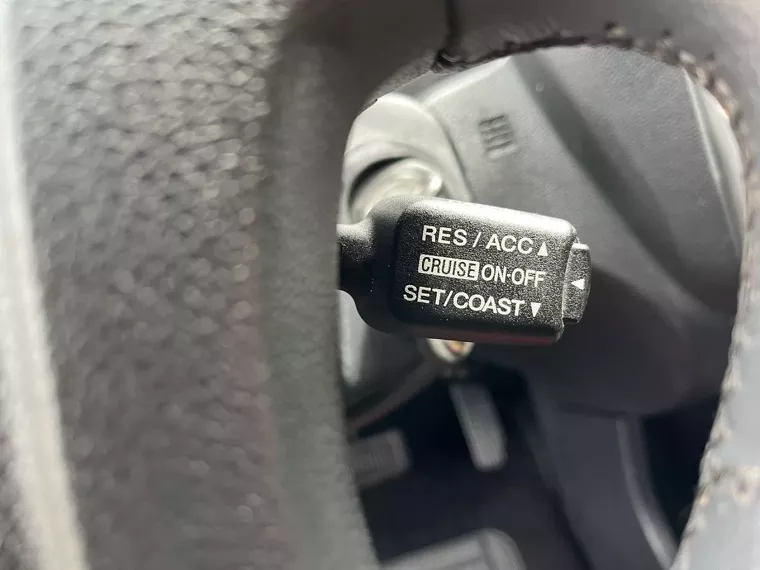 RES/ACC▲
CRUISE ON·OFF ◀
SET/COAST▼